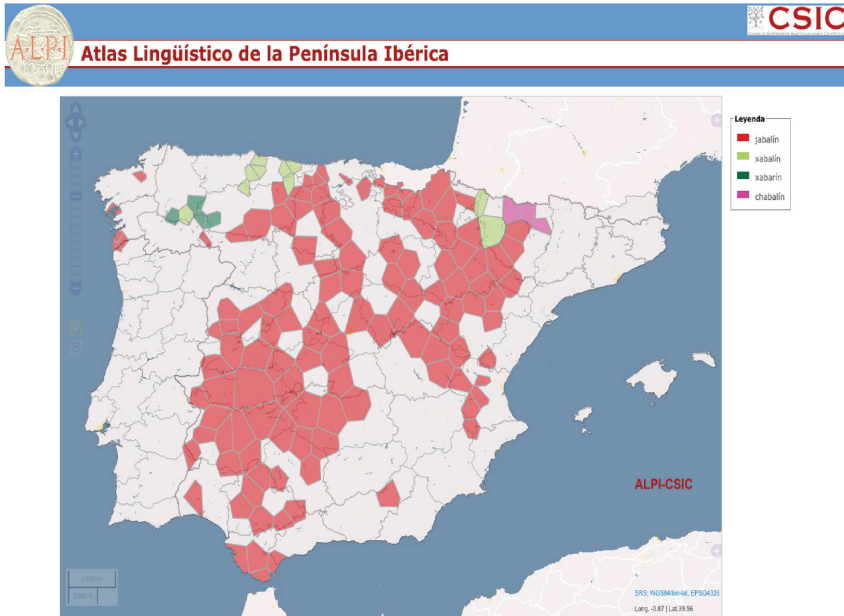 CSIC
ALPI
Atlas Lingüístico de la Península Ibérica
Leyenda
jabalín
xabalín
xabarín
chabalín
ALPI-CSIC
SRS: WGS84 lon-lat, EPSG4326
Long. -0.87 | Lat.39.56